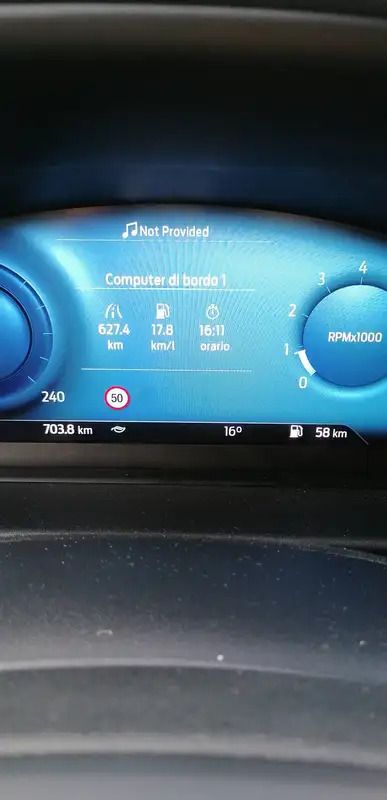 Not Provided
Computer di bordo 1
627.4 17.8 16:11
km km/l orario
4
3
2
1
0
RPMx1000
240
50
703.8 km 16° 58 km